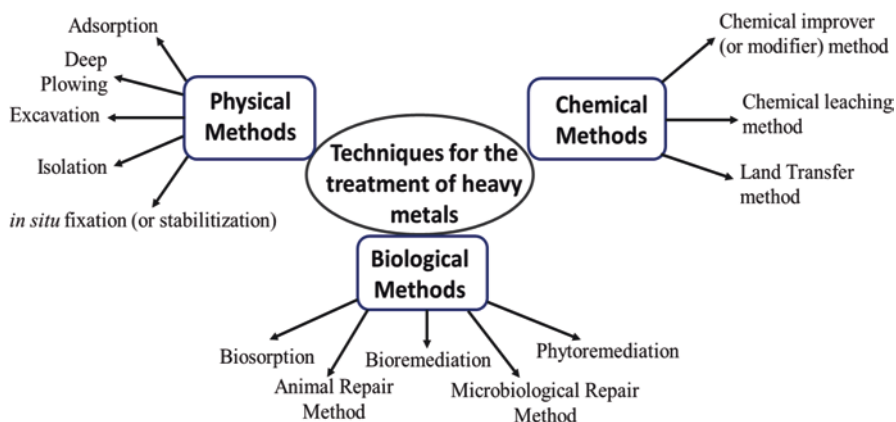 Adsorption
Deep
Plowing
Excavation
Isolation
in situ fixation (or stabilitization)
Physical
Methods
Techniques for the
treatment of heavy
metals
Chemical
Methods
Chemical improver
(or modifier) method
Chemical leaching
method
Land Transfer
method
Biological
Methods
Biosorption
Animal Repair
Method
Bioremediation
Microbiological Repair
Method
Phytoremediation